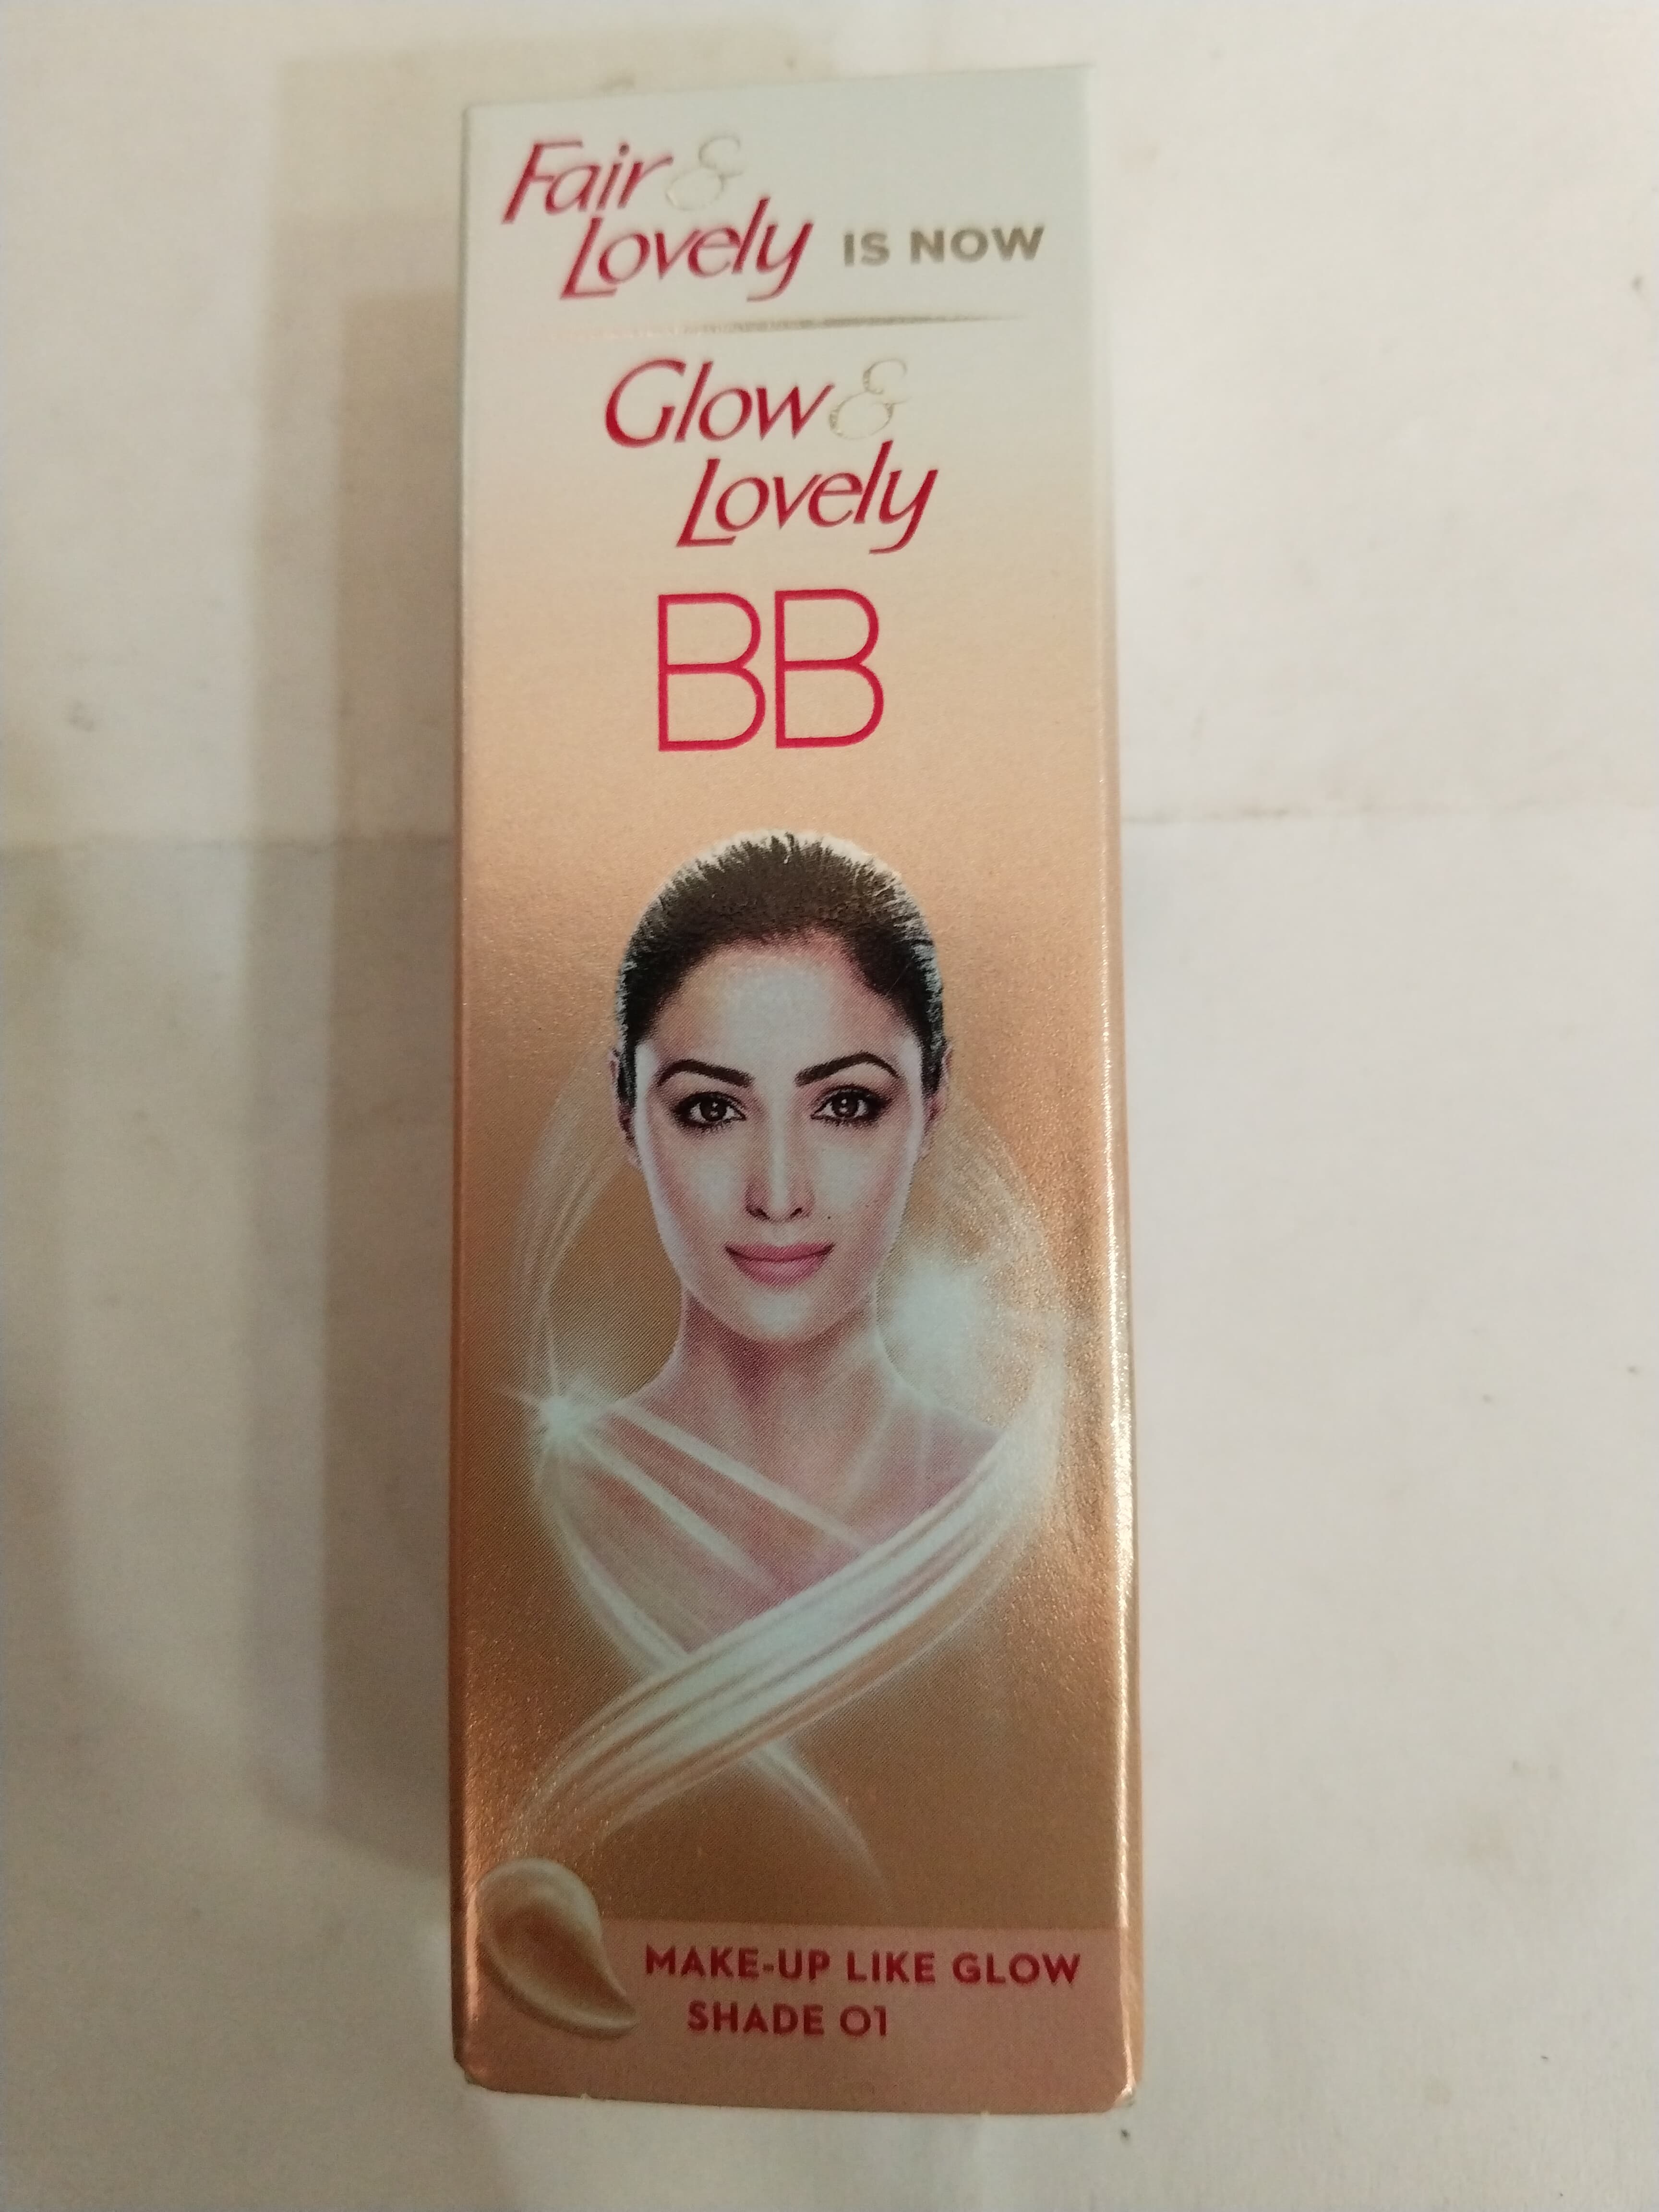 Fair &
Lovely IS NOW
Glow &
Lovely
BB
MAKE-UP LIKE GLOW
SHADE 01